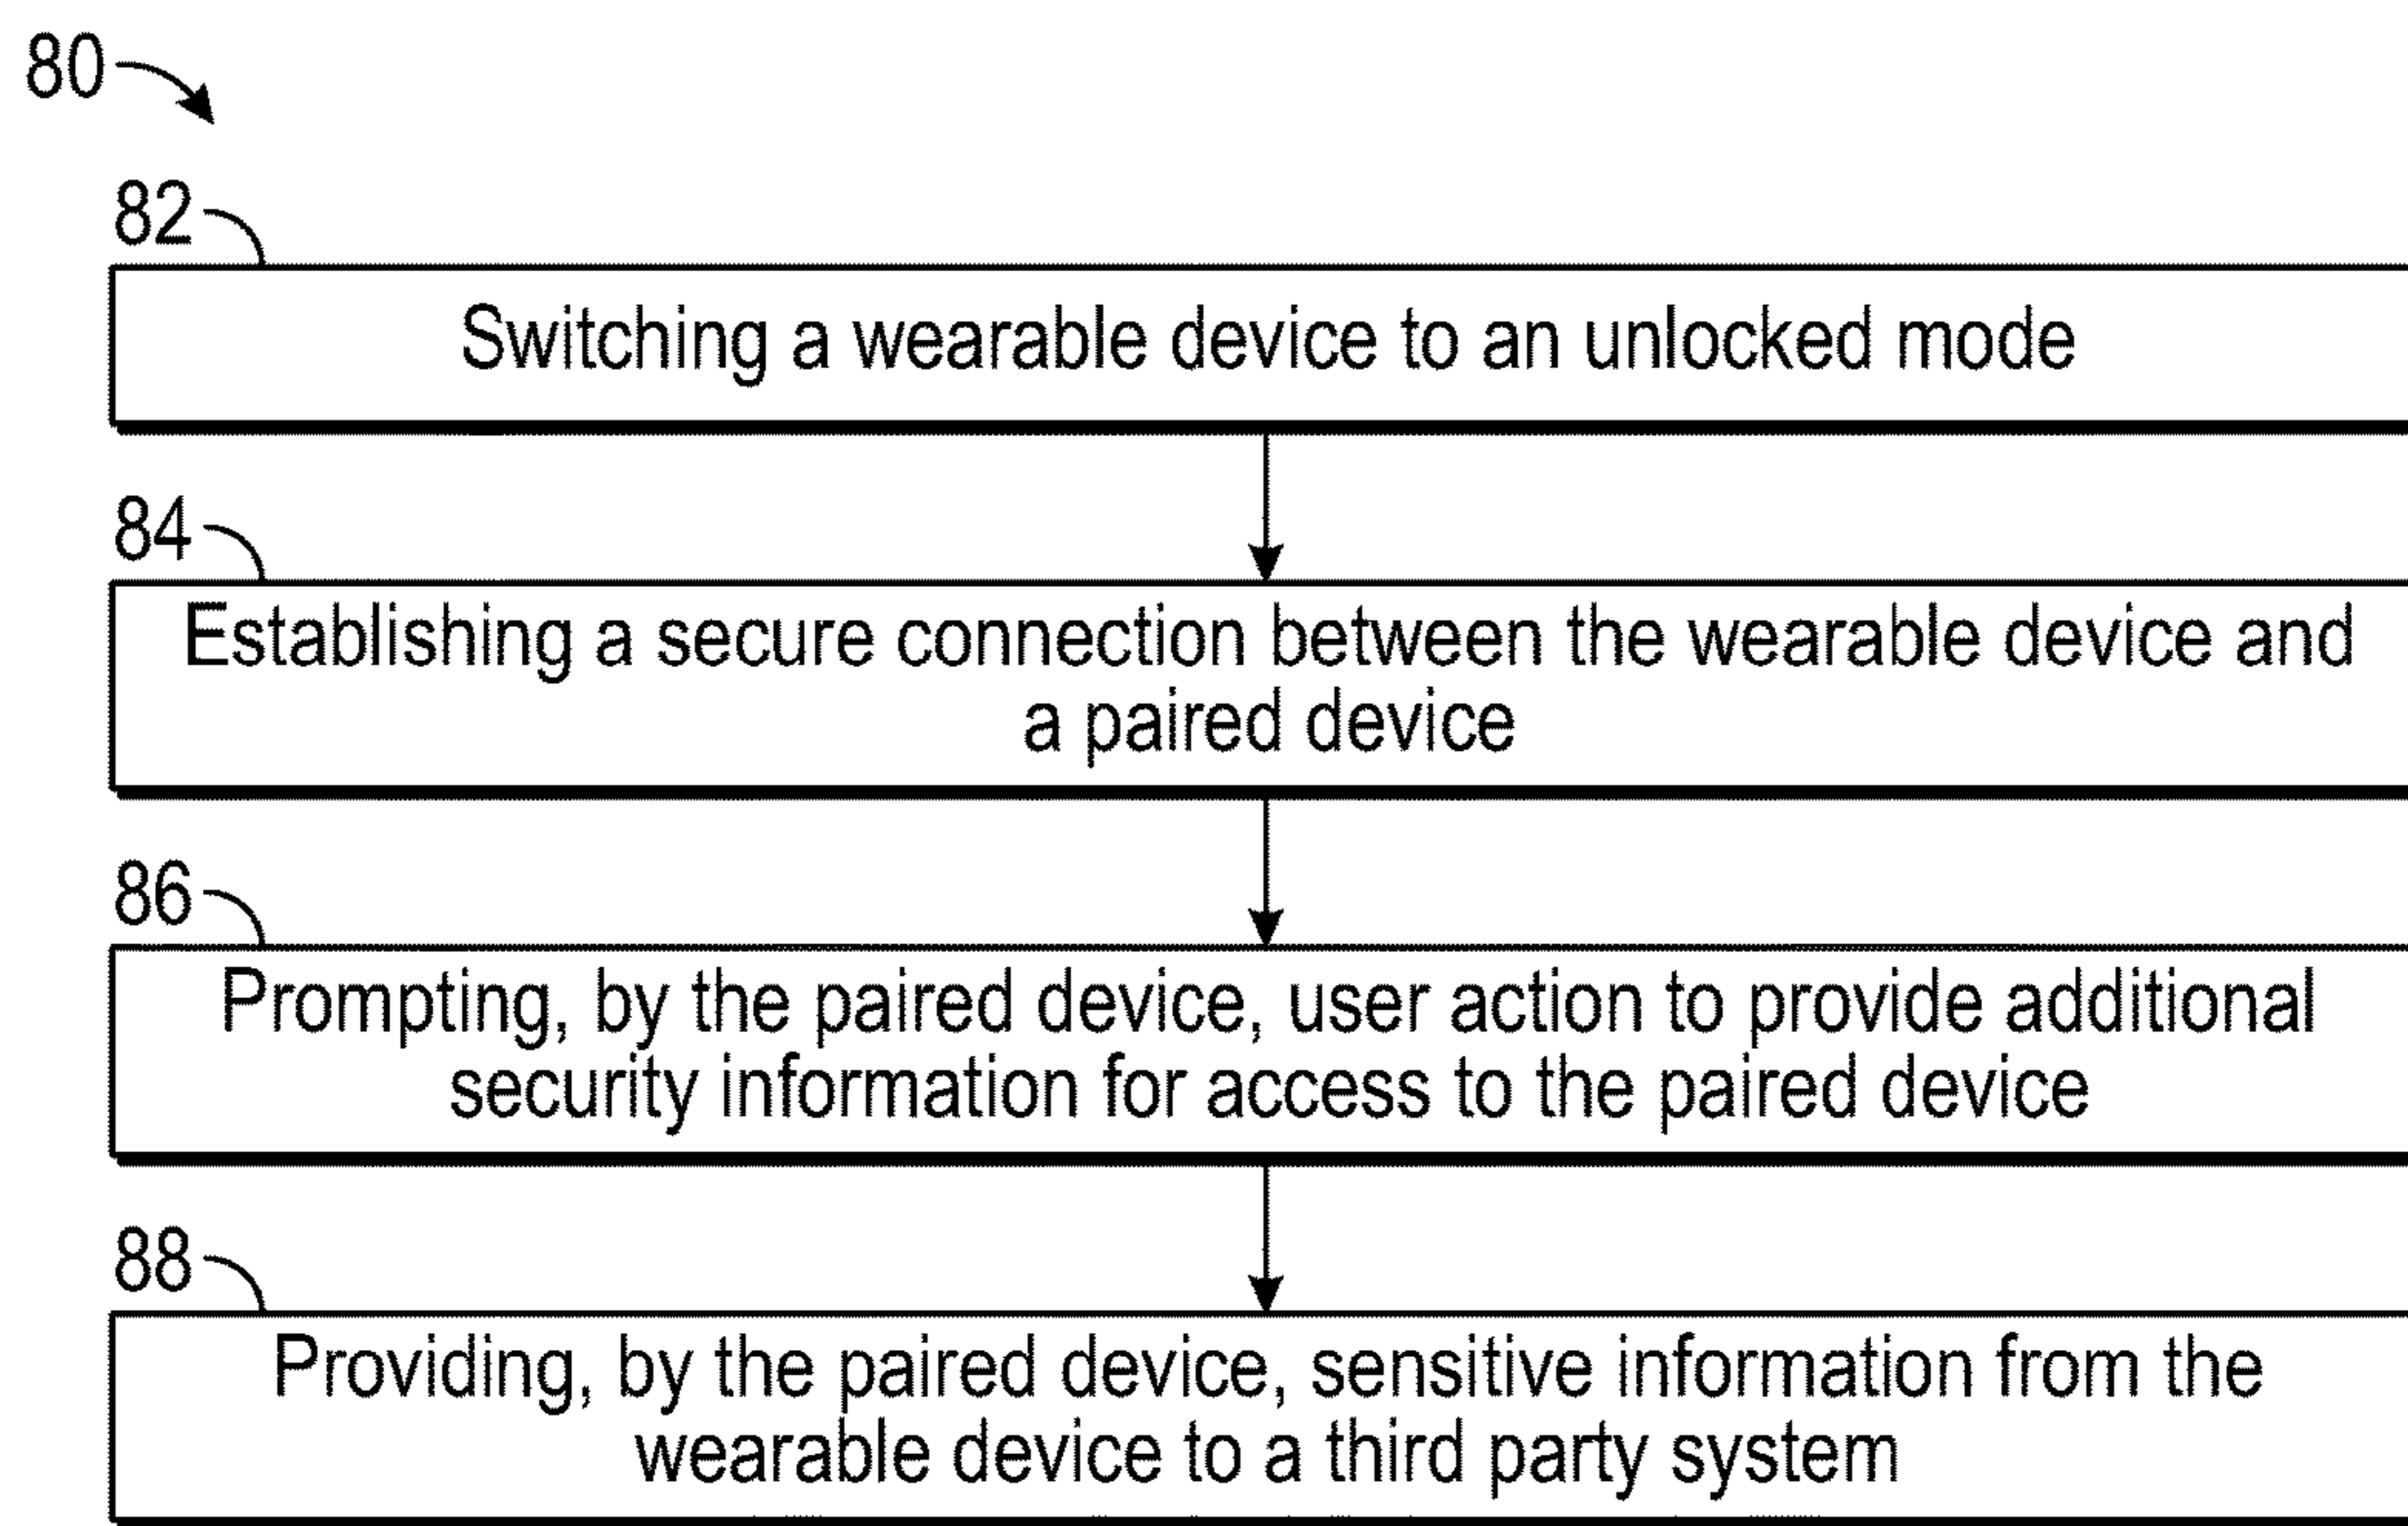 80
82
Switching a wearable device to an unlocked mode
84
Establishing a secure connection between the wearable device and
a paired device
86
Prompting, by the paired device, user action to provide additional
security information for access to the paired device
88
Providing, by the paired device, sensitive information from the
wearable device to a third party system